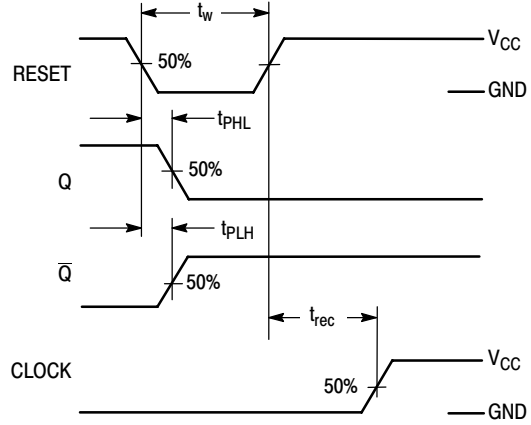 t_w
V_CC
RESET
50%
GND
t_PHL
Q
50%
t_PLH
Q̅
50%
t_rec
V_CC
CLOCK
50%
GND